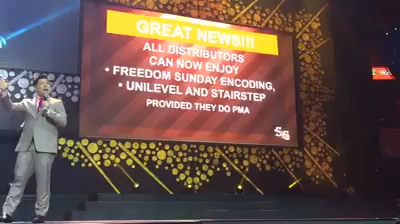 GREAT NEWS!!!
ALL DISTRIBUTORS
CAN NOW ENJOY
• FREEDOM SUNDAY ENCODING,
• UNILEVEL AND STAIRSTEP
PROVIDED THEY DO PMA